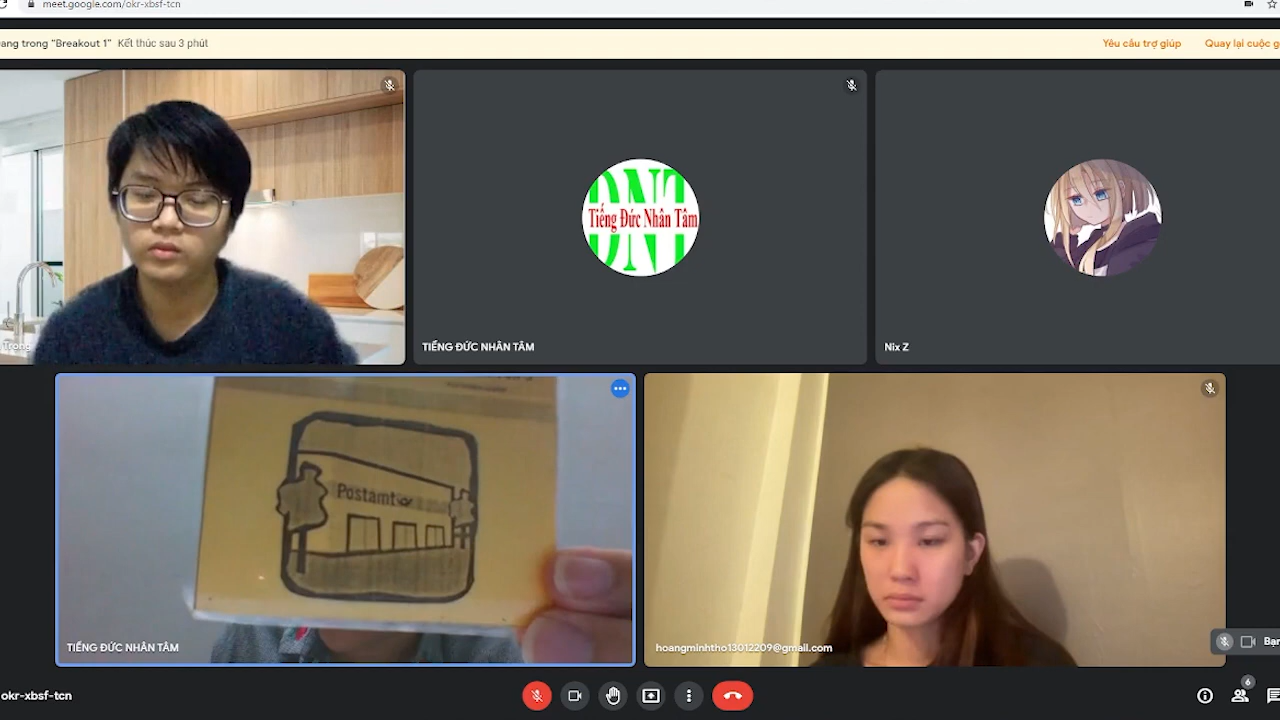 meet.google.com/okr-xbsf-tcn
ang trong "Breakout 1" Kết thúc sau 3 phút
Yêu cầu trợ giúp
Quay lại cuộc g
Tiếng Đức Nhân Tâm
Trong
TIẾNG ĐỨC NHÂN TÂM
Nix Z
Postamt
TIẾNG ĐỨC NHÂN TÂM
hoangminhtho13012209@gmail.com
Bạn
okr-xbsf-tcn
6